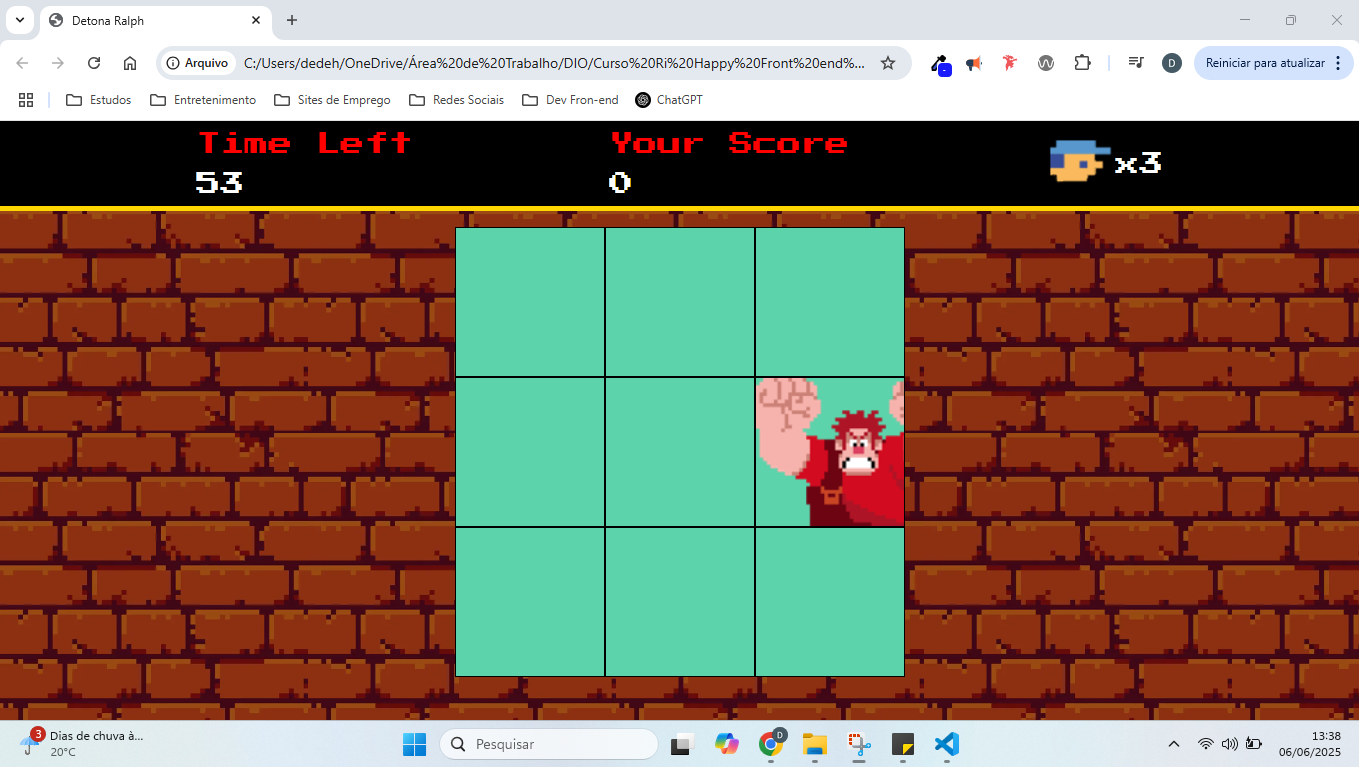 Detona Ralph
Arquivo
C:/Users/dedeh/OneDrive/Área%20de%20Trabalho/DIO/Curso%20Ri%20Happy%20Front%20end%...
D
Reiniciar para atualizar
Estudos
Entretenimento
Sites de Emprego
Redes Sociais
Dev Fron-end
ChatGPT
Time Left
Your Score
53
0
x3
3
Dias de chuva à...
20°C
Pesquisar
D
13:38
06/06/2025